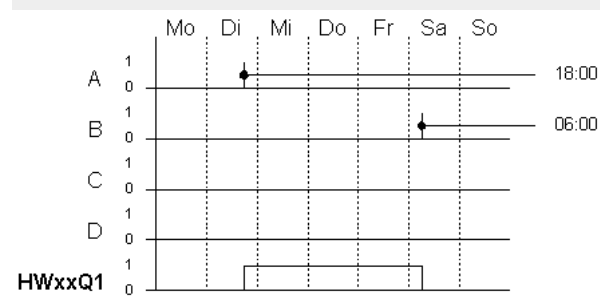 Mo Di Mi Do Fr Sa So
A 1 0 18:00
B 1 0 06:00
C 1 0
D 1 0
HWxxQ1 1 0